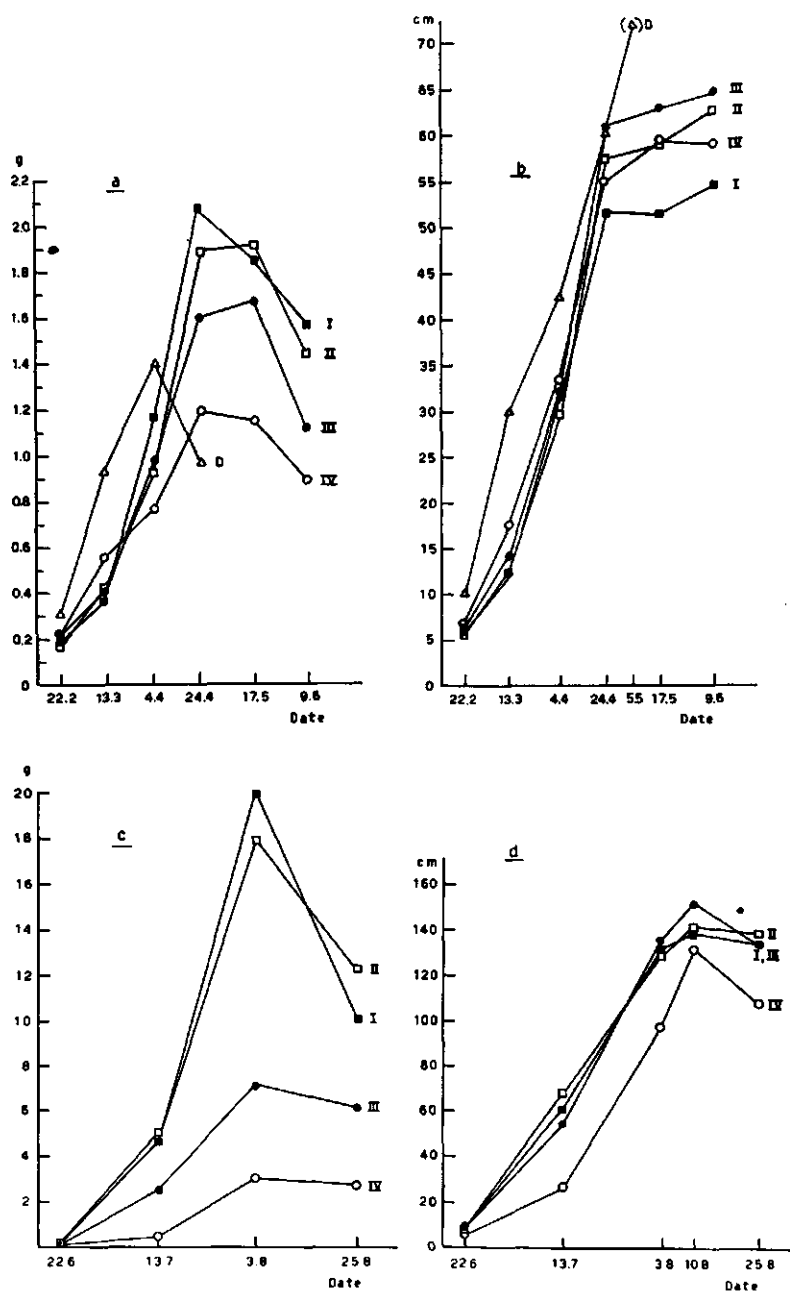 g
a
2.2
2.0
1.8
1.6
1.4
1.2
1.0
0.8
0.6
0.4
0.2
0
I
II
III
IV
D
22.2 13.3 4.4 24.4 17.5 9.6
Date
cm
b
70
65
60
55
50
45
40
35
30
25
20
15
10
5
0
(△)D
III
II
IV
I
22.2 13.3 4.4 24.4 5.5 17.5 9.6
Date
g
c
20
18
16
14
12
10
8
6
4
2
II
I
III
IV
22.6 13.7 3.8 25.8
Date
cm
d
160
140
120
100
80
60
40
20
0
II
I, III
IV
22.6 13.7 3.8 10.8 25.8
Date